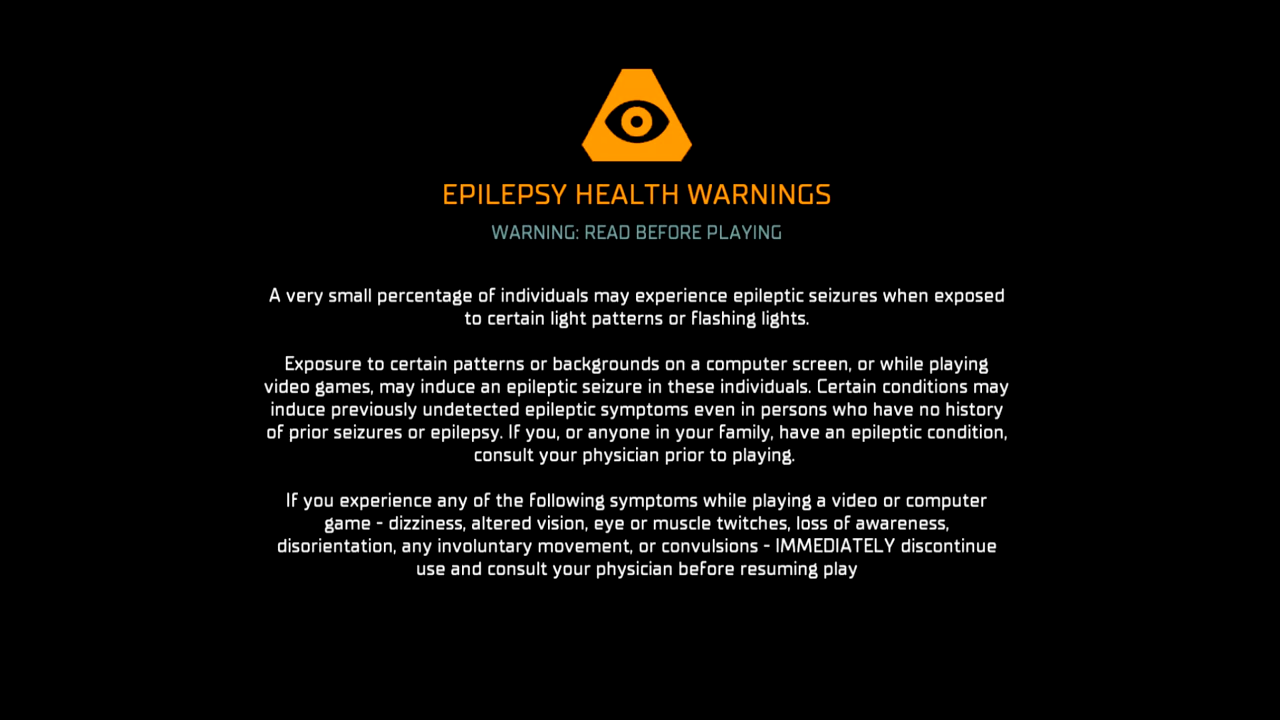 EPILEPSY HEALTH WARNINGS
WARNING: READ BEFORE PLAYING
A very small percentage of individuals may experience epileptic seizures when exposed
to certain light patterns or flashing lights.
Exposure to certain patterns or backgrounds on a computer screen, or while playing
video games, may induce an epileptic seizure in these individuals. Certain conditions may
induce previously undetected epileptic symptoms even in persons who have no history
of prior seizures or epilepsy. If you, or anyone in your family, have an epileptic condition,
consult your physician prior to playing.
If you experience any of the following symptoms while playing a video or computer
game - dizziness, altered vision, eye or muscle twitches, loss of awareness,
disorientation, any involuntary movement, or convulsions - IMMEDIATELY discontinue
use and consult your physician before resuming play